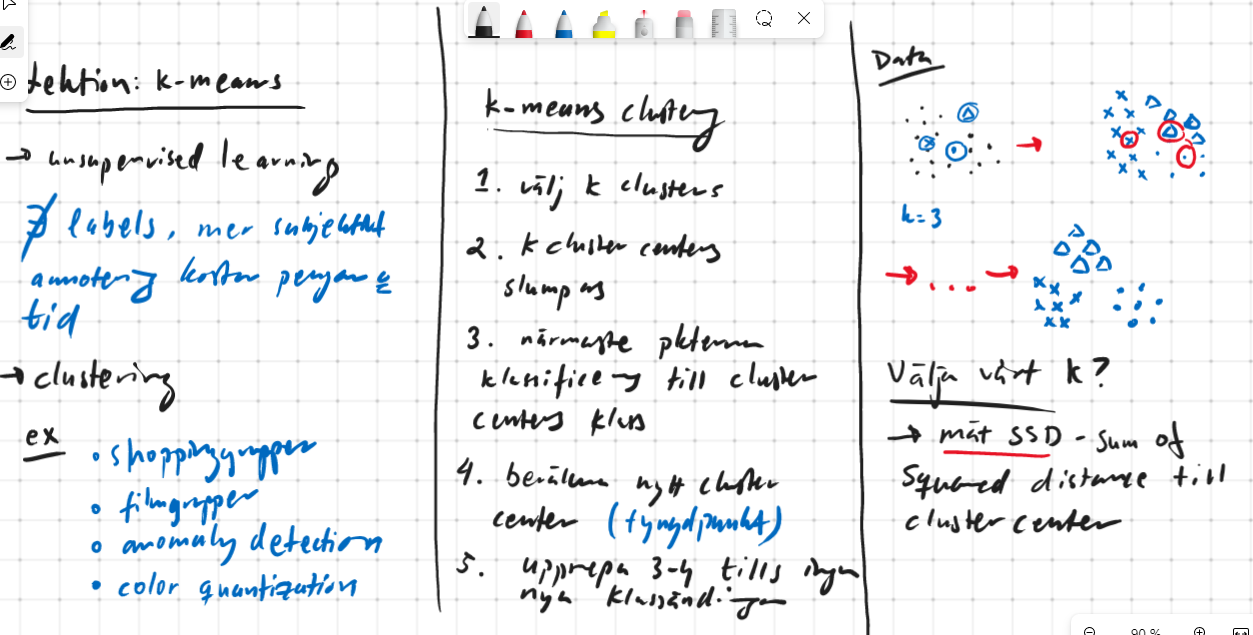 lektion: k-means
→ unsupervised learning
∄ labels, mer subjektivt
annotering kostar pengar &
tid
→ clustering
ex
• shoppinggrupper
• filmgrupper
• anomaly detection
• color quantization
k-means clustering
1. välj k clusters
2. k cluster centers
slumpas
3. närmaste pkterna
klassificeras till cluster
centers klass
4. beräkna nytt cluster
center (tyngdpunkt)
5. upprepa 3-4 tills inga
nya klassändringar
Data
k=3
Välja vårt k?
→ mät SSD - Sum of
Squared distance till
cluster center
90 %